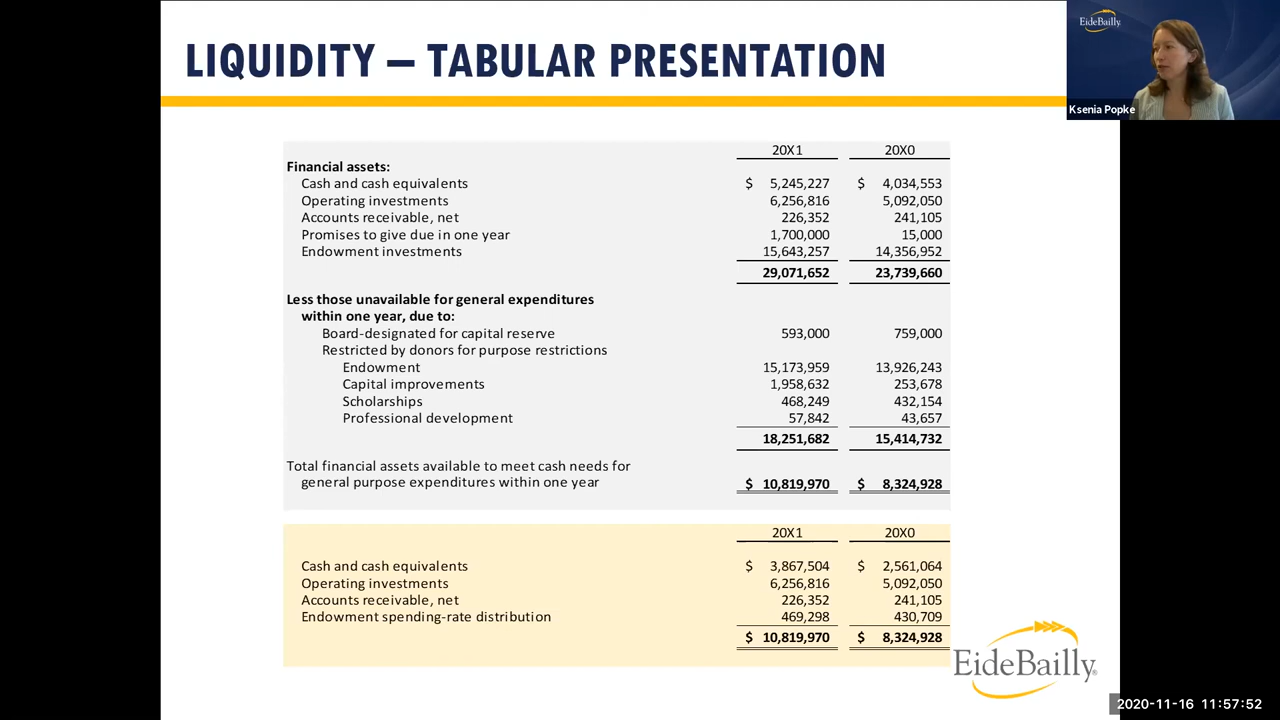 LIQUIDITY – TABULAR PRESENTATION
EideBailly
Ksenia Popke
20X1 20X0
Financial assets:
Cash and cash equivalents $ 5,245,227 $ 4,034,553
Operating investments 6,256,816 5,092,050
Accounts receivable, net 226,352 241,105
Promises to give due in one year 1,700,000 15,000
Endowment investments 15,643,257 14,356,952
29,071,652 23,739,660
Less those unavailable for general expenditures
within one year, due to:
Board-designated for capital reserve 593,000 759,000
Restricted by donors for purpose restrictions
Endowment 15,173,959 13,926,243
Capital improvements 1,958,632 253,678
Scholarships 468,249 432,154
Professional development 57,842 43,657
18,251,682 15,414,732
Total financial assets available to meet cash needs for
general purpose expenditures within one year $ 10,819,970 $ 8,324,928
20X1 20X0
Cash and cash equivalents $ 3,867,504 $ 2,561,064
Operating investments 6,256,816 5,092,050
Accounts receivable, net 226,352 241,105
Endowment spending-rate distribution 469,298 430,709
$ 10,819,970 $ 8,324,928
EideBailly®
2020-11-16 11:57:52